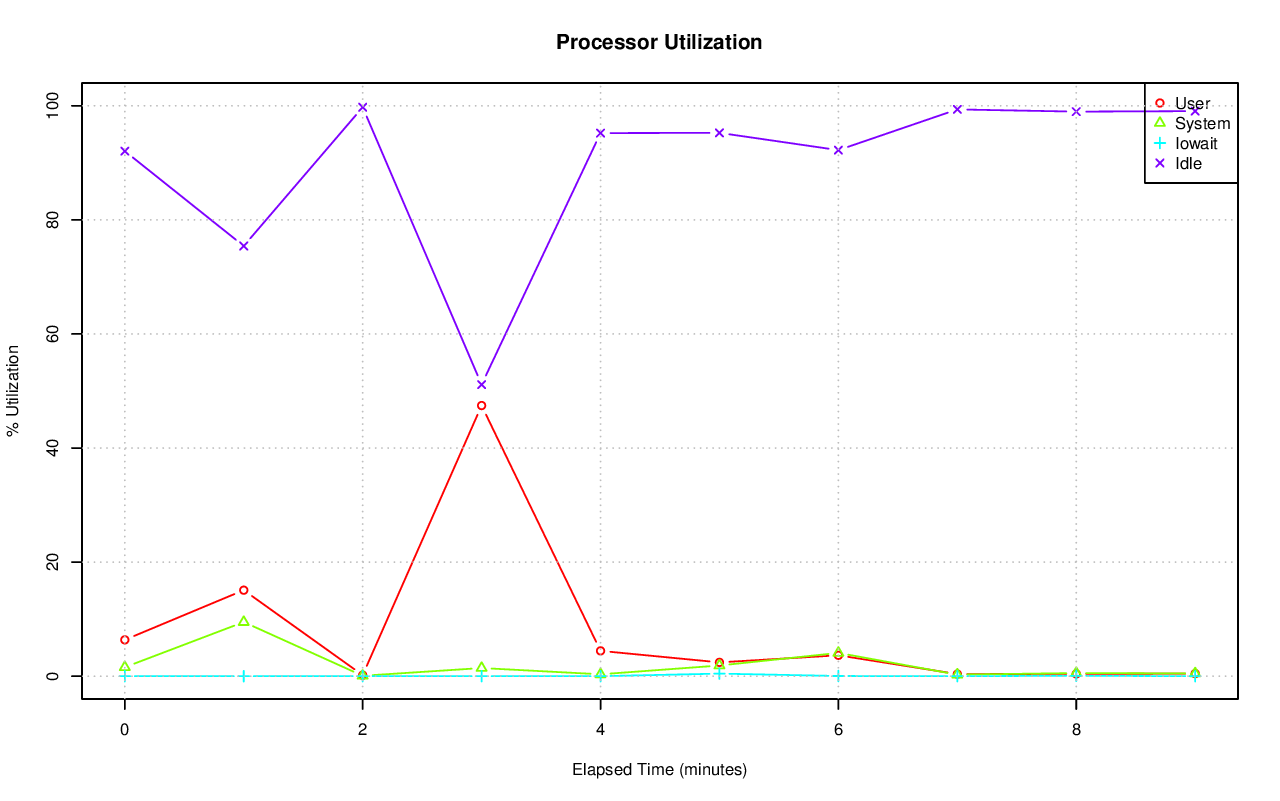 Processor Utilization
100
80
60
40
20
0
% Utilization
User
System
Iowait
Idle
0 2 4 6 8
Elapsed Time (minutes)